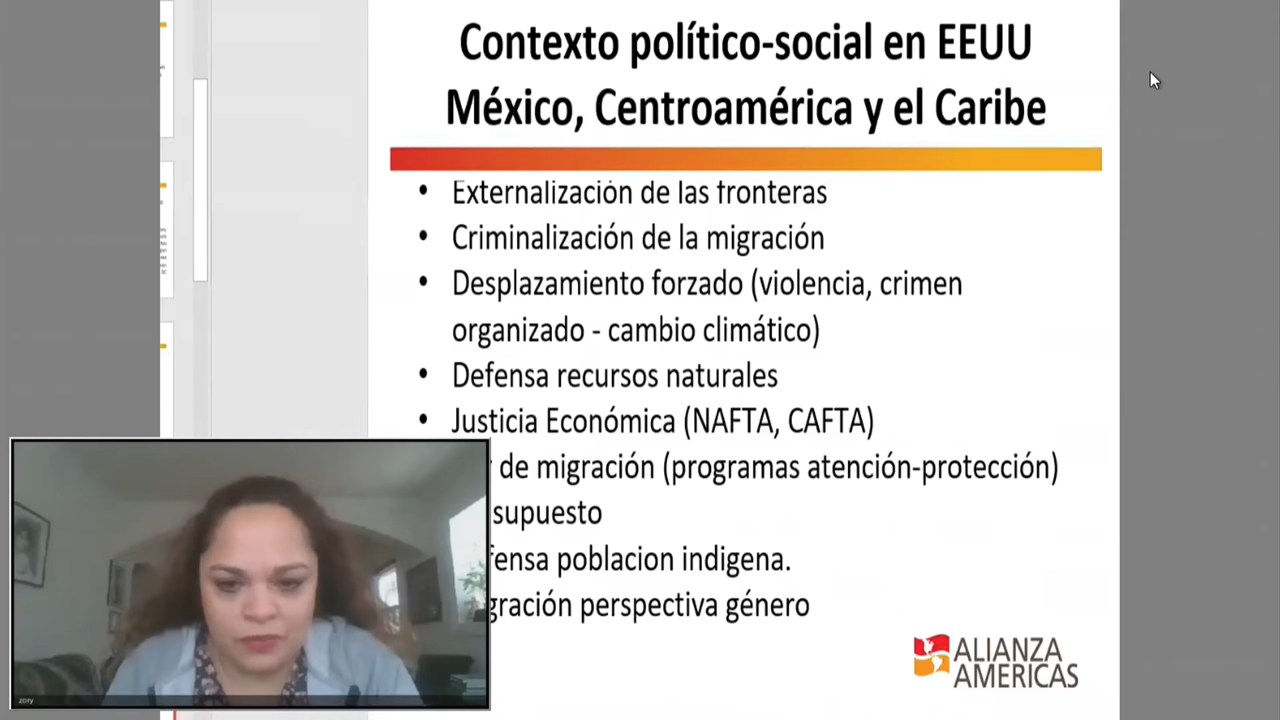 Contexto político-social en EEUU
México, Centroamérica y el Caribe
• Externalización de las fronteras
• Criminalización de la migración
• Desplazamiento forzado (violencia, crimen
organizado - cambio climático)
• Defensa recursos naturales
• Justicia Económica (NAFTA, CAFTA)
de migración (programas atención-protección)
supuesto
fensa poblacion indigena.
gración perspectiva género
ALIANZA
AMERICAS
zory